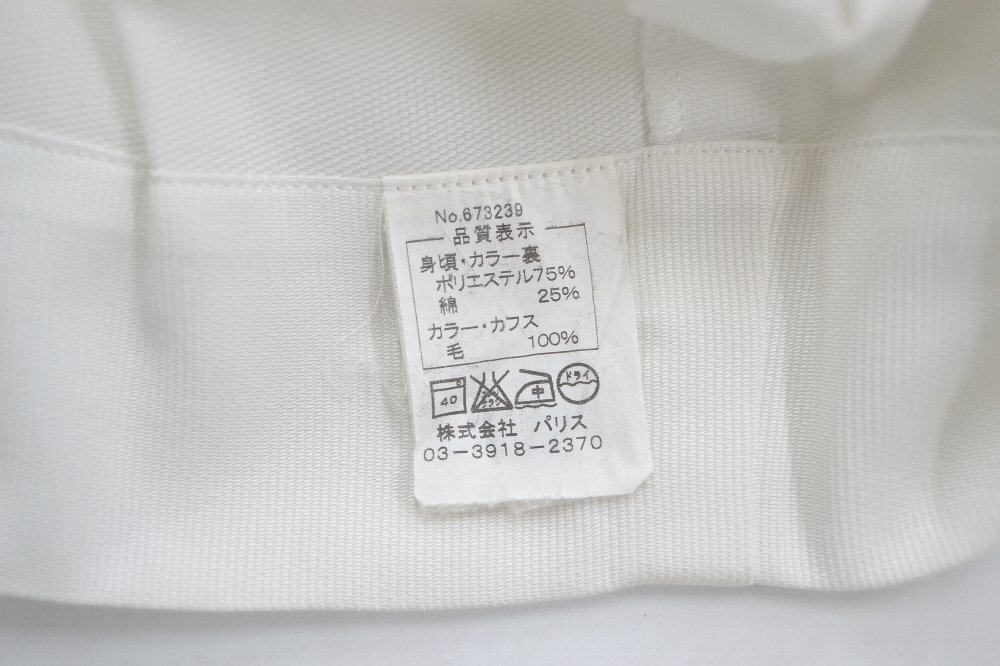 No.673239
品質表示
身頃・カラー裏
ポリエステル75%
綿 25%
カラー・カフス
毛 100%
40 中 ドライ
株式会社 パリス
03-3918-2370